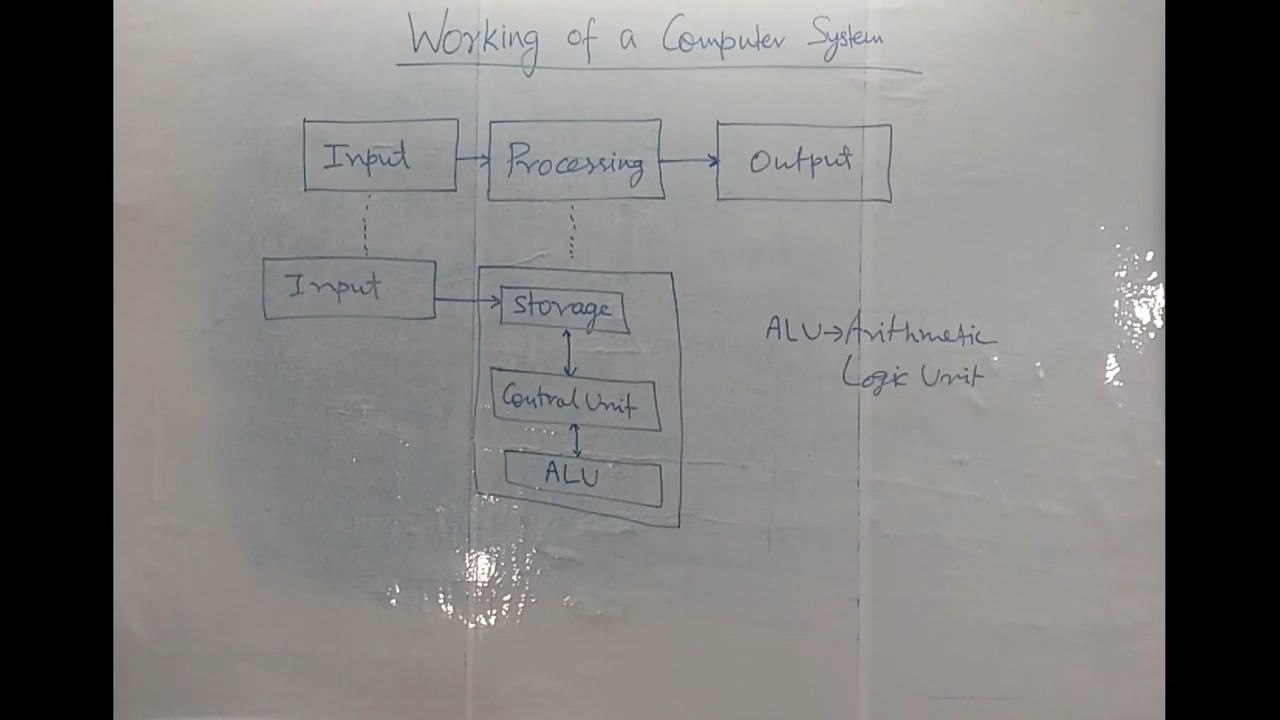 Working of a Computer System
Input
Processing
Output
Input
Storage
Control Unit
ALU
ALU→Arithmetic
Logic Unit